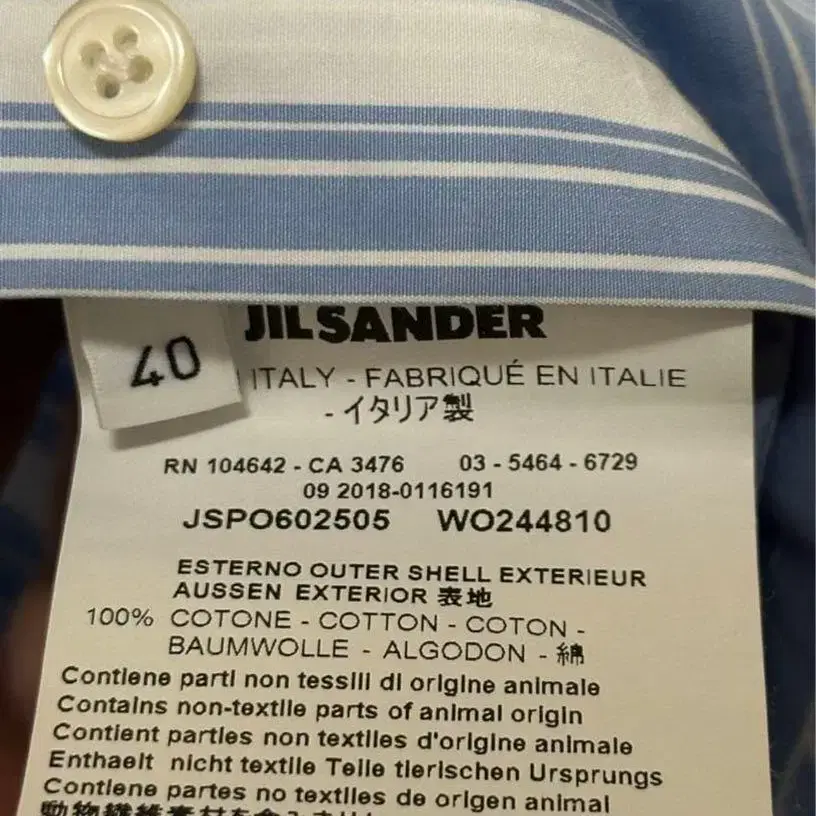 JIL SANDER
40
ITALY - FABRIQUÉ EN ITALIE
- イタリア製
RN 104642 - CA 3476 03 - 5464 - 6729
09 2018-0116191
JSPO602505 WO244810
ESTERNO OUTER SHELL EXTERIEUR
AUSSEN EXTERIOR 表地
100% COTONE - COTTON - COTON -
BAUMWOLLE - ALGODON - 綿
Contiene parti non tessili di origine animale
Contains non-textile parts of animal origin
Contient parties non textiles d'origine animale
Enthaelt nicht textile Teile tierischen Ursprungs
Contiene partes no textiles de origen animal